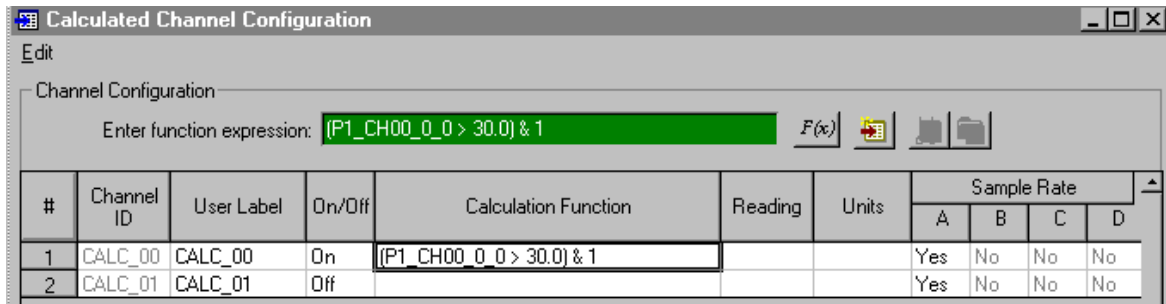 Calculated Channel Configuration
Edit
Channel Configuration
Enter function expression: (P1_CH00_0_0 > 30.0) & 1 F(x)
# Channel ID User Label On/Off Calculation Function Reading Units Sample Rate
A B C D
1 CALC_00 CALC_00 On (P1_CH00_0_0 > 30.0) & 1 Yes No No No
2 CALC_01 CALC_01 Off Yes No No No